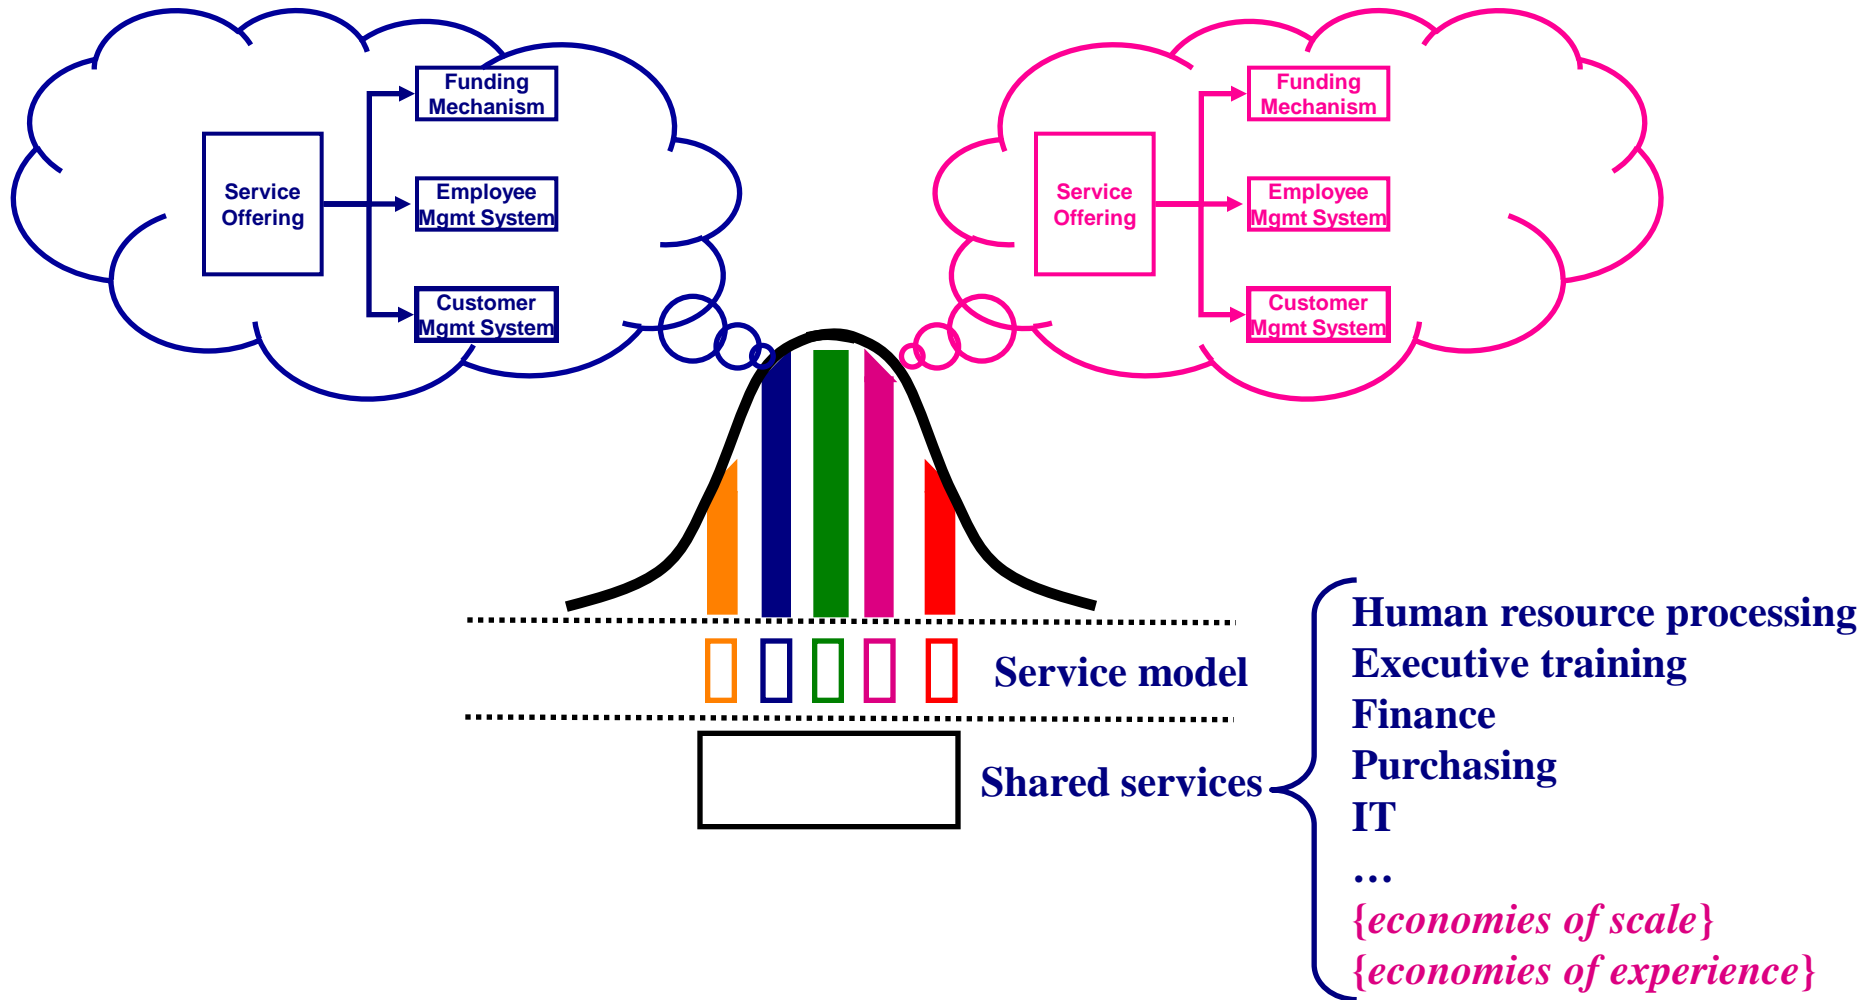 Funding
Mechanism
Service
Offering
Employee
Mgmt System
Customer
Mgmt System
Funding
Mechanism
Service
Offering
Employee
Mgmt System
Customer
Mgmt System
Service model
Shared services
Human resource processing
Executive training
Finance
Purchasing
IT
…
{economies of scale}
{economies of experience}